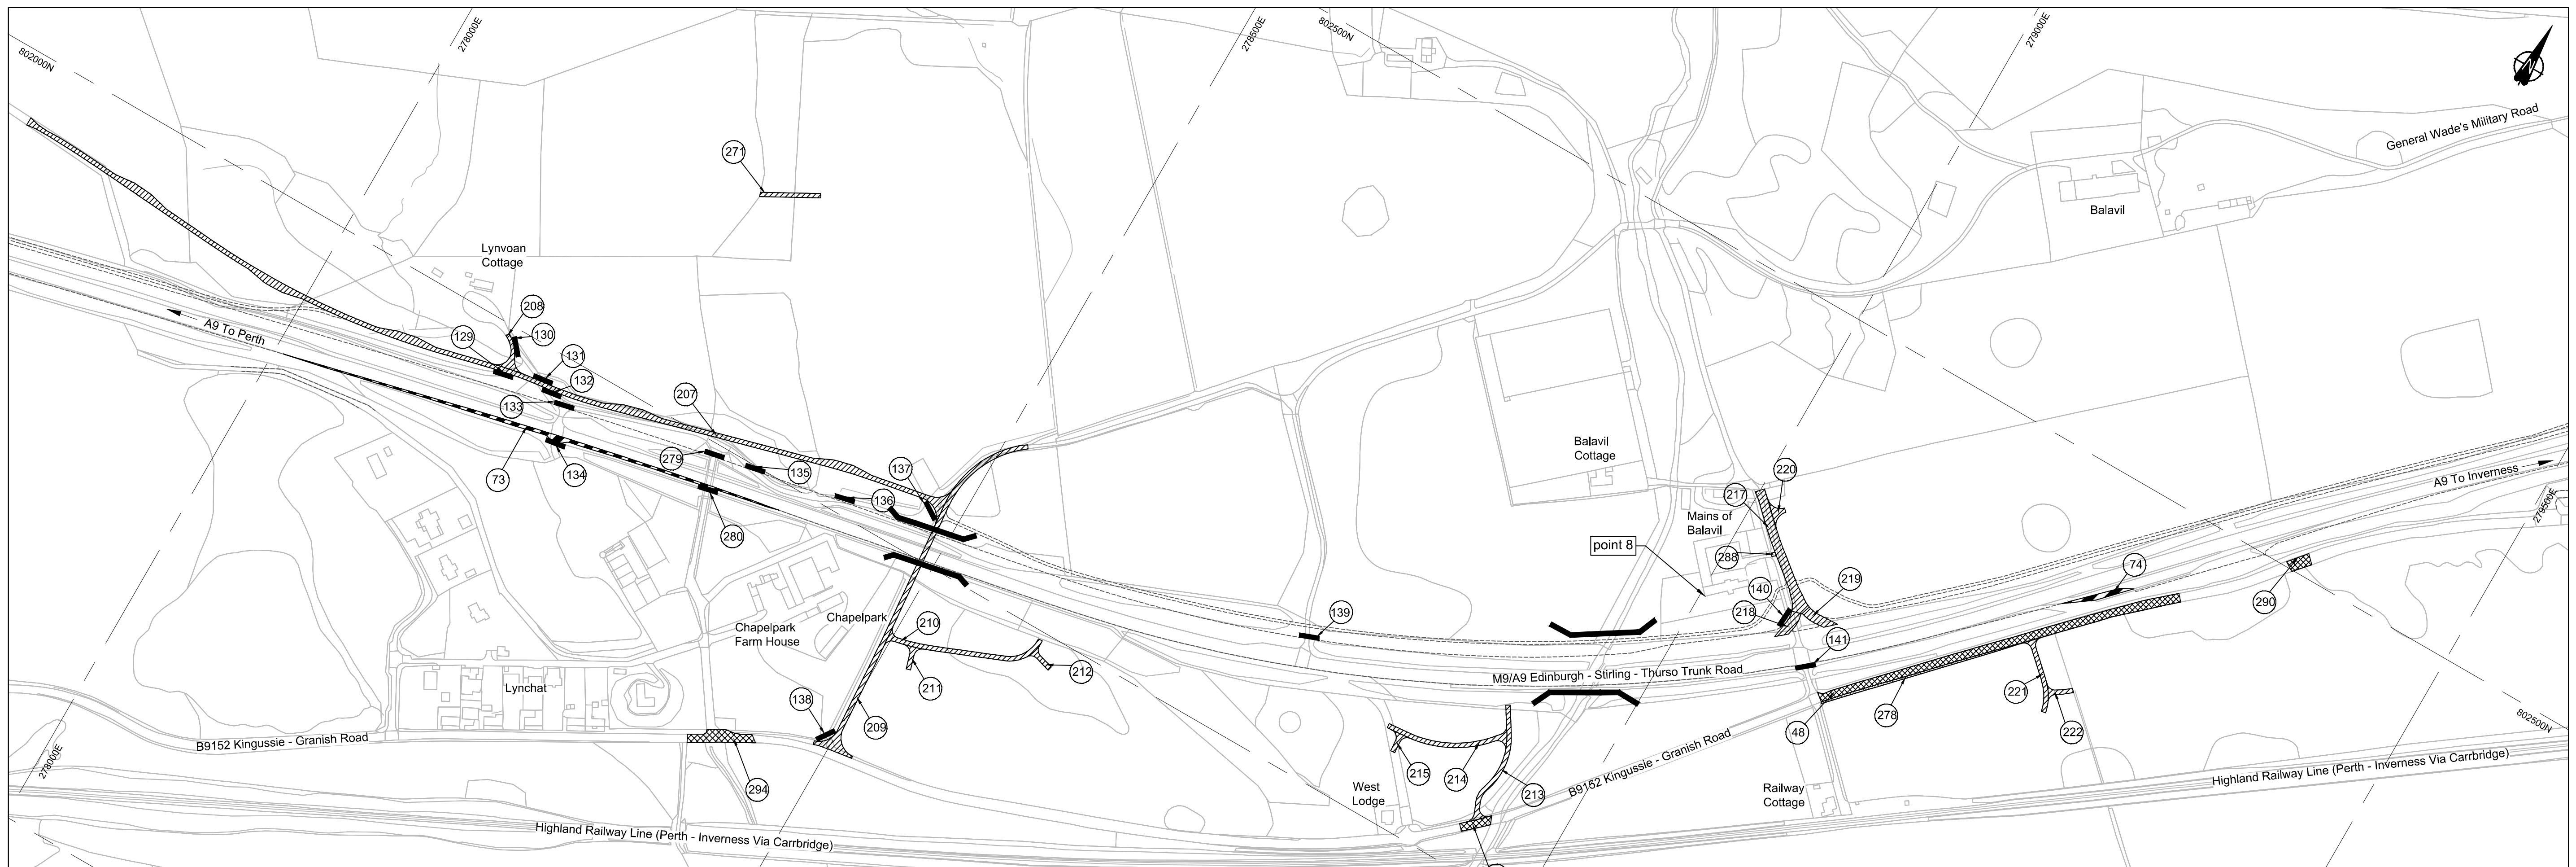 278000E
278500E
802500N
279000E
802000N
General Wade's Military Road
271
Balavil
Lynvoan
Cottage
208
130
129
A9 To Perth
131
132
207
133
Balavil
Cottage
279
135
137
220
A9 To Inverness
73
134
136
217
Mains of
Balavil
279500E
280
point 8
288
74
219
140
290
Chapelpark
218
Chapelpark
Farm House
210
139
141
212
M9/A9 Edinburgh - Stirling - Thurso Trunk Road
Lynchat
211
221
138
209
48
278
222
802500N
B9152 Kingussie - Granish Road
278000E
215
214
213
B9152 Kingussie - Granish Road
294
West
Lodge
Railway
Cottage
Highland Railway Line (Perth - Inverness Via Carrbridge)
Highland Railway Line (Perth - Inverness Via Carrbridge)